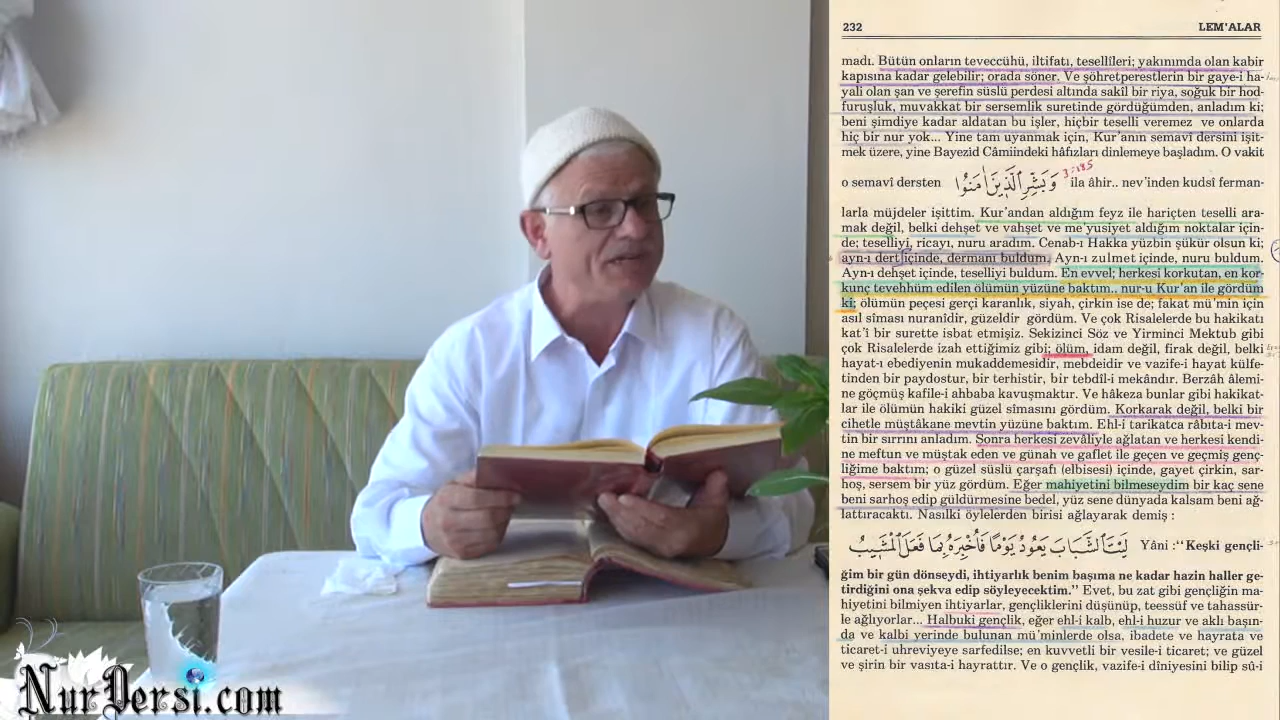 232
LEM'ALAR
madı. Bütün onların teveccühü, iltifatı, tesellîleri; yakınımda olan kabir
kapısına kadar gelebilir; orada söner. Ve şöhretperestlerin bir gaye-i ha-
yali olan şan ve şerefin süslü perdesi altında sakîl bir riya, soğuk bir hod-
furuşluk, muvakkat bir sersemlik suretinde gördüğümden, anladım ki;
beni şimdiye kadar aldatan bu işler, hiçbir teselli veremez ve onlarda
hiç bir nur yok... Yine tam uyanmak için, Kur'anın semavî dersini işit-
mek üzere, yine Bayezid Câmiindeki hâfızları dinlemeye başladım. O vakit
o semavî dersten وَبَشِّرِ الَّذِينَ اٰمَنُوا ila âhir.. nev'inden kudsî ferman-
larla müjdeler işittim. Kur'andan aldığım feyz ile hariçten teselli ara-
mak değil, belki dehşet ve vahşet ve me'yusiyet aldığım noktalar için-
de; teselliyi, ricayı, nuru aradım. Cenab-ı Hakka yüzbin şükür olsun ki;
ayn-ı dert içinde, dermanı buldum. Ayn-ı zulmet içinde, nuru buldum.
Ayn-ı dehşet içinde, teselliyi buldum. En evvel; herkesi korkutan, en kor-
kunç tevehhüm edilen ölümün yüzüne baktım.. nur-u Kur'an ile gördüm
ki; ölümün peçesi gerçi karanlık, siyah, çirkin ise de; fakat mü'min için
asıl sîması nuranîdir, güzeldir gördüm. Ve çok Risalelerde bu hakikatı
kat'î bir surette isbat etmişiz. Sekizinci Söz ve Yirminci Mektub gibi
çok Risalelerde izah ettiğimiz gibi; ölüm, idam değil, firak değil, belki
hayat-ı ebediyenin mukaddemesidir, mebdeidir ve vazife-i hayat külfe-
tinden bir paydostur, bir terhistir, bir tebdîl-i mekândır. Berzâh âlemi-
ne göçmüş kafile-i ahbaba kavuşmaktır. Ve hâkeza bunlar gibi hakikat-
lar ile ölümün hakikî güzel sîmasını gördüm. Korkarak değil, belki bir
cihetle müştâkane mevtin yüzüne baktım. Ehl-i tarikatca râbıta-i mev-
tin bir sırrını anladım. Sonra herkesi zevâliyle ağlatan ve herkesi kendi-
ne meftun ve müştak eden ve günah ve gaflet ile geçen ve geçmiş genç-
liğime baktım; o güzel süslü çarşafı (elbisesi) içinde, gayet çirkin, sar-
hoş, sersem bir yüz gördüm. Eğer mahiyetini bilmeseydim bir kaç sene
beni sarhoş edip güldürmesine bedel, yüz sene dünyada kalsam beni ağ-
lattıracaktı. Nasılki öylelerden birisi ağlayarak demiş :
لَيْتَ الشَّبَابَ يَعُودُ يَوْمًا فَاُخْبِرَهُ بِمَا فَعَلَ الْمَشِيبُ Yâni : "Keşki gençli-
ğim bir gün dönseydi, ihtiyarlık benim başıma ne kadar hazin haller ge-
tirdiğini ona şekva edip söyleyecektim." Evet, bu zat gibi gençliğin ma-
hiyetini bilmiyen ihtiyarlar, gençliklerini düşünüp, teessüf ve tahassür-
le ağlıyorlar... Halbuki gençlik, eğer ehl-i kalb, ehl-i huzur ve aklı başın-
da ve kalbi yerinde bulunan mü'minlerde olsa, ibadete ve hayrata ve
ticaret-i uhreviyeye sarfedilse; en kuvvetli bir vesile-i ticaret; ve güzel
ve şirin bir vasıta-i hayrattır. Ve o gençlik, vazife-i dîniyesini bilip sû-i
NurDersi.com